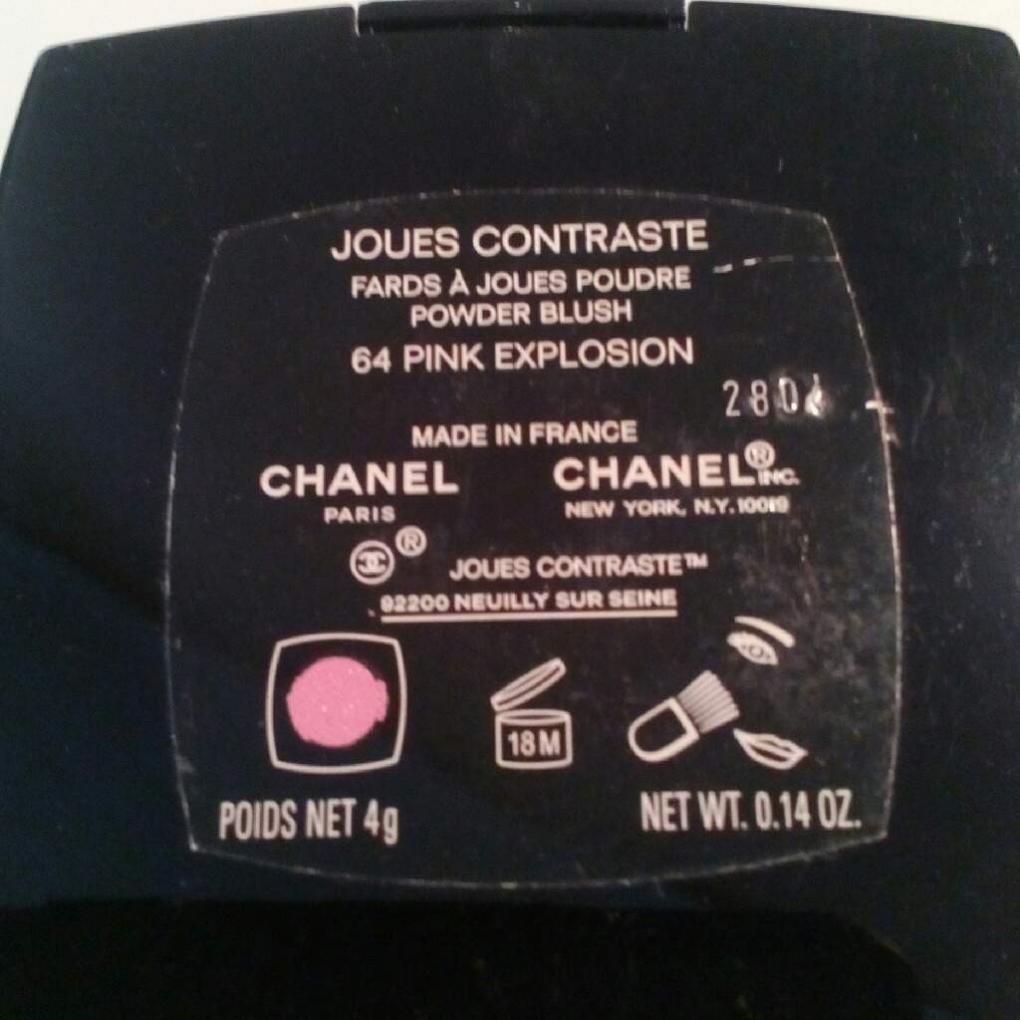 JOUES CONTRASTE
FARDS À JOUES POUDRE
POWDER BLUSH
64 PINK EXPLOSION
MADE IN FRANCE
CHANEL CHANEL® INC.
PARIS NEW YORK, N.Y. 10019
® JOUES CONTRASTE™
92200 NEUILLY SUR SEINE
18M
POIDS NET 4g NET WT. 0.14 OZ.